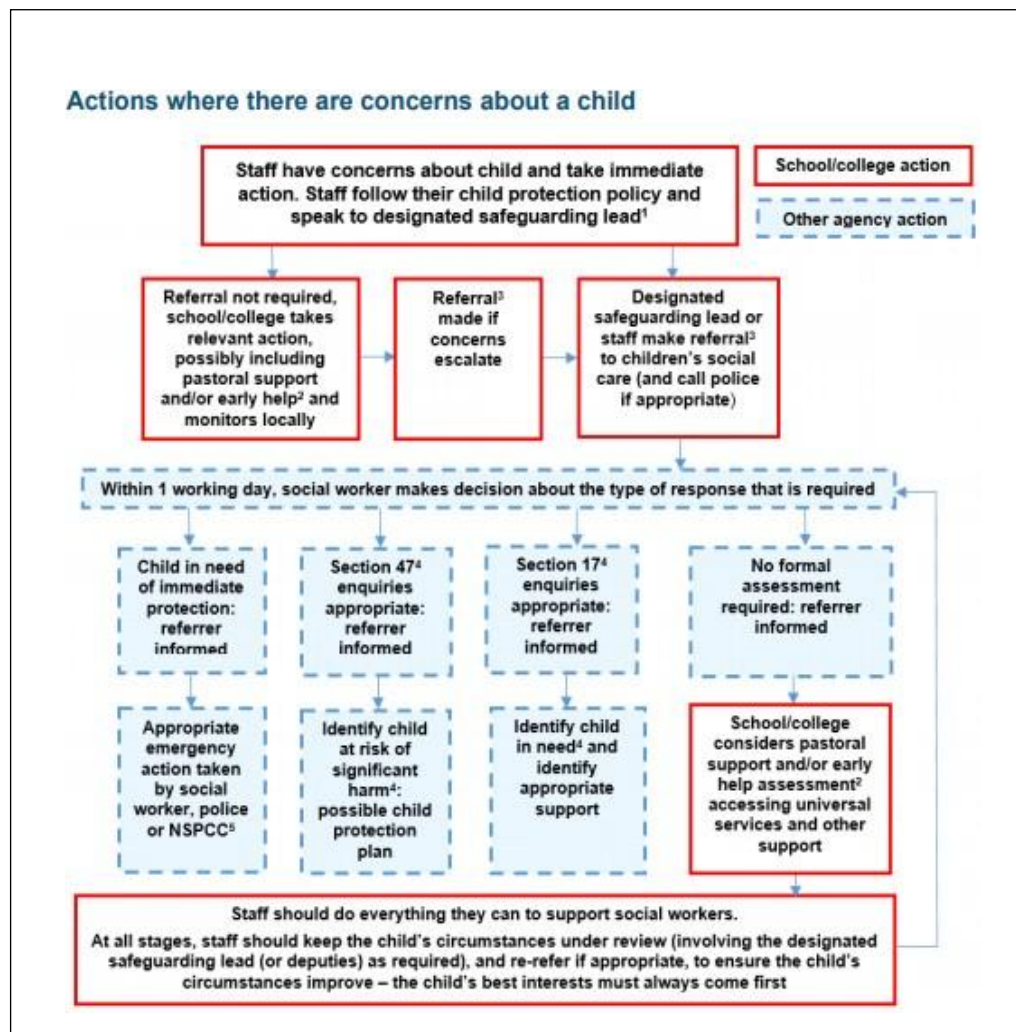 Actions where there are concerns about a child
Staff have concerns about child and take immediate
action. Staff follow their child protection policy and
speak to designated safeguarding lead¹
School/college action
Other agency action
Referral not required,
school/college takes
relevant action,
possibly including
pastoral support
and/or early help² and
monitors locally
Referral³
made if
concerns
escalate
Designated
safeguarding lead or
staff make referral³
to children's social
care (and call police
if appropriate)
Within 1 working day, social worker makes decision about the type of response that is required
Child in need
of immediate
protection:
referrer
informed
Section 47⁴
enquiries
appropriate:
referrer
informed
Section 17⁴
enquiries
appropriate:
referrer
informed
No formal
assessment
required: referrer
informed
Appropriate
emergency
action taken
by social
worker, police
or NSPCC⁵
Identify child
at risk of
significant
harm⁴:
possible child
protection
plan
Identify child
in need⁴ and
identify
appropriate
support
School/college
considers pastoral
support and/or early
help assessment²
accessing universal
services and other
support
Staff should do everything they can to support social workers.
At all stages, staff should keep the child's circumstances under review (involving the designated
safeguarding lead (or deputies) as required), and re-refer if appropriate, to ensure the child's
circumstances improve – the child's best interests must always come first